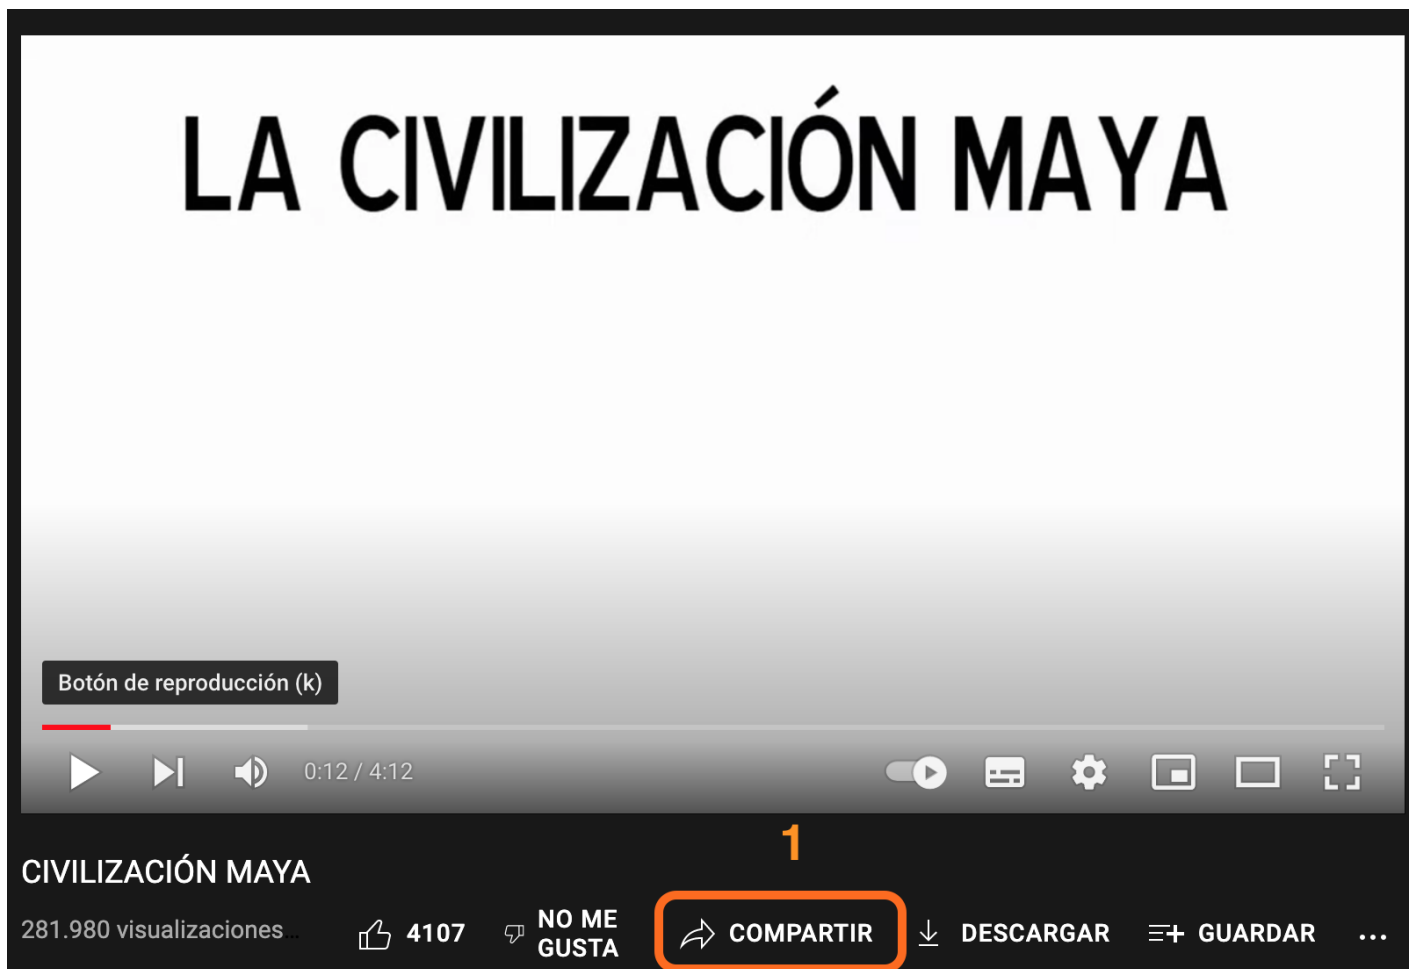 LA CIVILIZACIÓN MAYA
Botón de reproducción (k)
0:12 / 4:12
1
CIVILIZACIÓN MAYA
281.980 visualizaciones...
4107
NO ME
GUSTA
COMPARTIR
DESCARGAR
GUARDAR
...